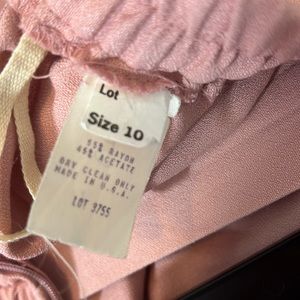 Lot
Size 10
55% RAYON
45% ACETATE
DRY CLEAN ONLY
MADE IN U.S.A.
LOT 3755